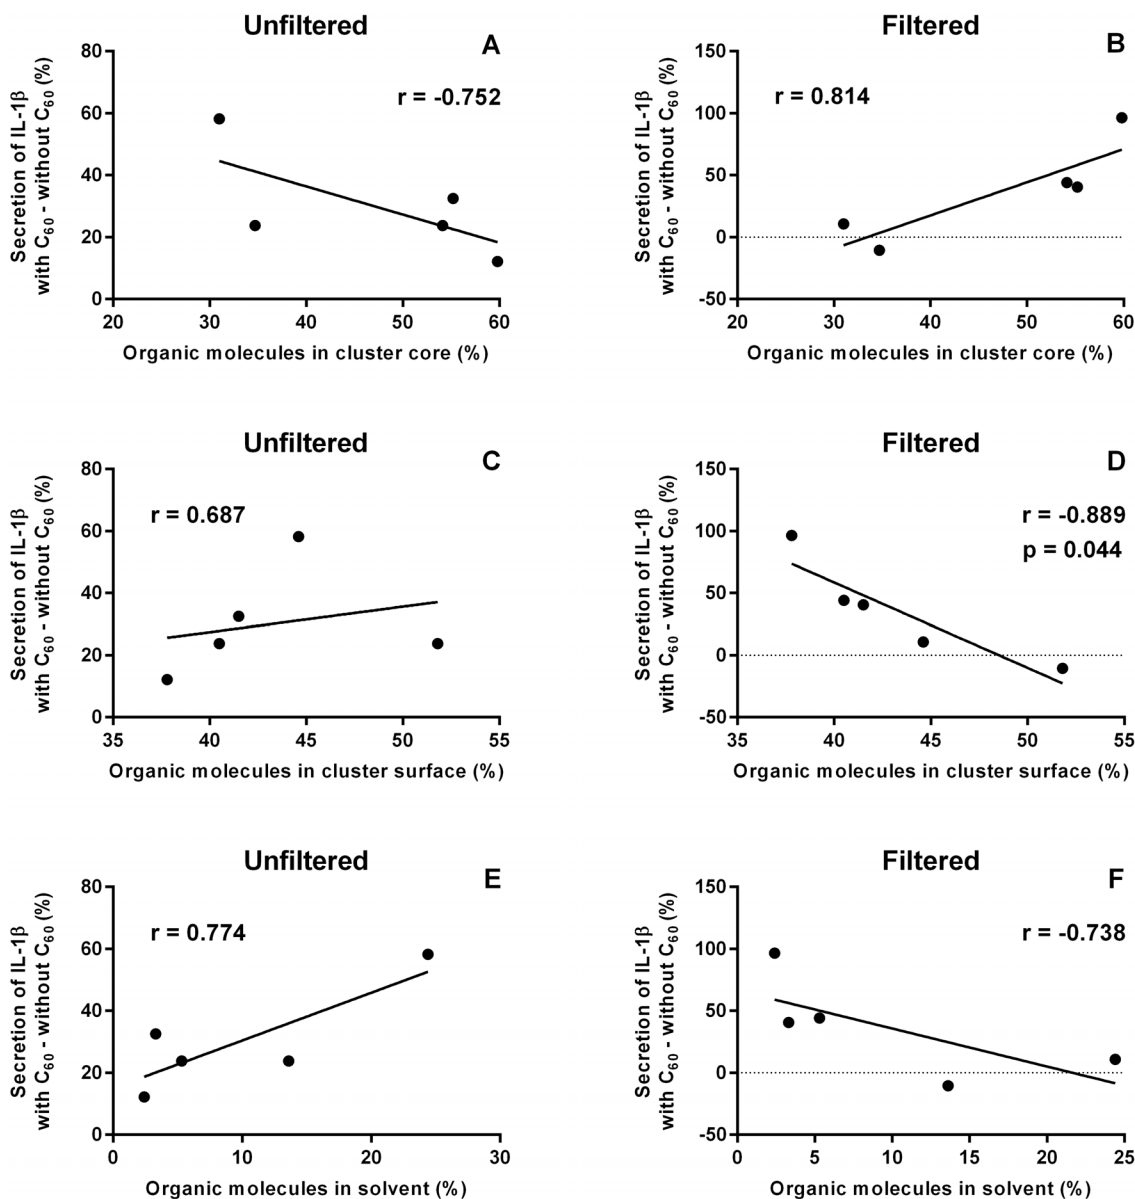 Unfiltered
A
Secretion of IL-1β
with C60 - without C60 (%)
80
60
40
20
0
r = -0.752
20 30 40 50 60
Organic molecules in cluster core (%)
Filtered
B
Secretion of IL-1β
with C60 - without C60 (%)
150
100
50
0
-50
r = 0.814
20 30 40 50 60
Organic molecules in cluster core (%)
Unfiltered
C
Secretion of IL-1β
with C60 - without C60 (%)
80
60
40
20
0
r = 0.687
35 40 45 50 55
Organic molecules in cluster surface (%)
Filtered
D
Secretion of IL-1β
with C60 - without C60 (%)
150
100
50
0
-50
r = -0.889
p = 0.044
35 40 45 50 55
Organic molecules in cluster surface (%)
Unfiltered
E
Secretion of IL-1β
with C60 - without C60 (%)
80
60
40
20
0
r = 0.774
0 10 20 30
Organic molecules in solvent (%)
Filtered
F
Secretion of IL-1β
with C60 - without C60 (%)
150
100
50
0
-50
r = -0.738
0 5 10 15 20 25
Organic molecules in solvent (%)